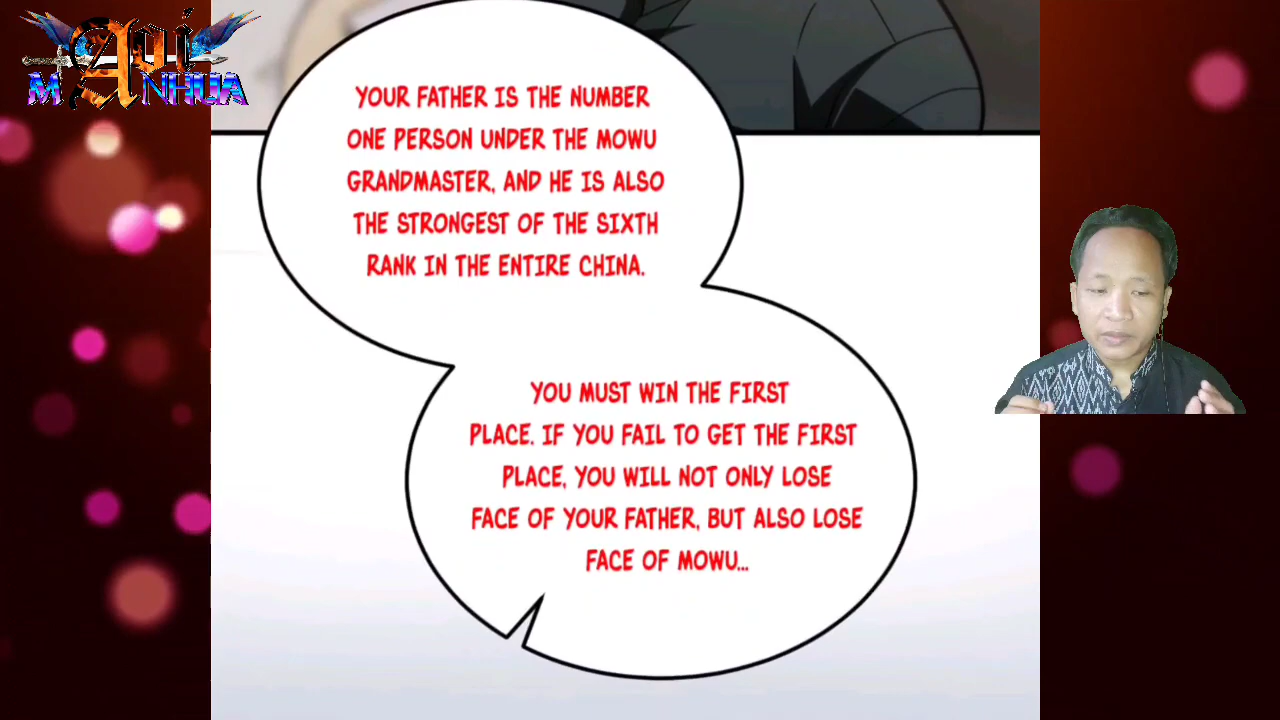 Api
MANHUA
YOUR FATHER IS THE NUMBER
ONE PERSON UNDER THE MOWU
GRANDMASTER, AND HE IS ALSO
THE STRONGEST OF THE SIXTH
RANK IN THE ENTIRE CHINA.
YOU MUST WIN THE FIRST
PLACE. IF YOU FAIL TO GET THE FIRST
PLACE, YOU WILL NOT ONLY LOSE
FACE OF YOUR FATHER, BUT ALSO LOSE
FACE OF MOWU...